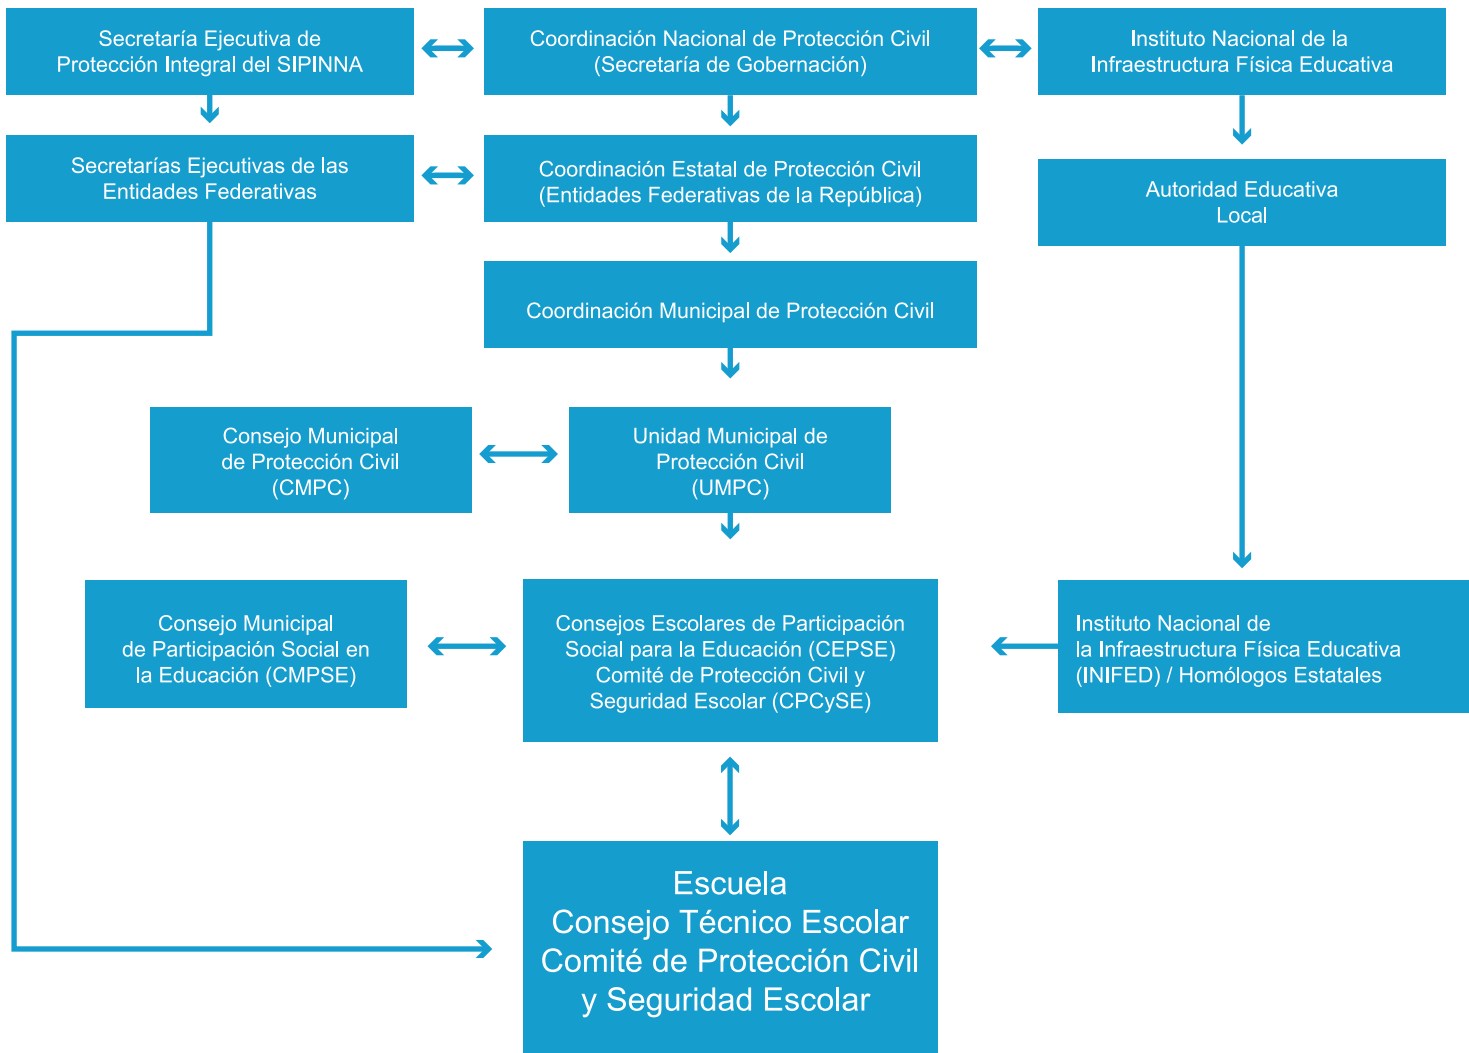 Secretaría Ejecutiva de
Protección Integral del SIPINNA
Coordinación Nacional de Protección Civil
(Secretaría de Gobernación)
Instituto Nacional de la
Infraestructura Física Educativa
Secretarías Ejecutivas de las
Entidades Federativas
Coordinación Estatal de Protección Civil
(Entidades Federativas de la República)
Autoridad Educativa
Local
Coordinación Municipal de Protección Civil
Consejo Municipal
de Protección Civil
(CMPC)
Unidad Municipal de
Protección Civil
(UMPC)
Consejo Municipal
de Participación Social en
la Educación (CMPSE)
Consejos Escolares de Participación
Social para la Educación (CEPSE)
Comité de Protección Civil y
Seguridad Escolar (CPCySE)
Instituto Nacional de
la Infraestructura Física Educativa
(INIFED) / Homólogos Estatales
Escuela
Consejo Técnico Escolar
Comité de Protección Civil
y Seguridad Escolar